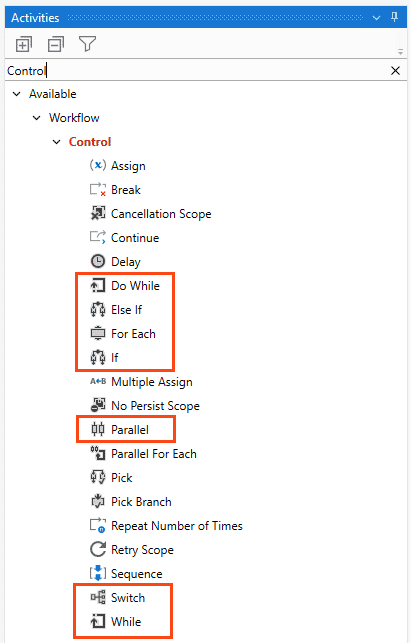 Activities
Control
Available
Workflow
Control
(x) Assign
Break
Cancellation Scope
Continue
Delay
Do While
Else If
For Each
If
A+B Multiple Assign
No Persist Scope
Parallel
Parallel For Each
Pick
Pick Branch
Repeat Number of Times
Retry Scope
Sequence
Switch
While